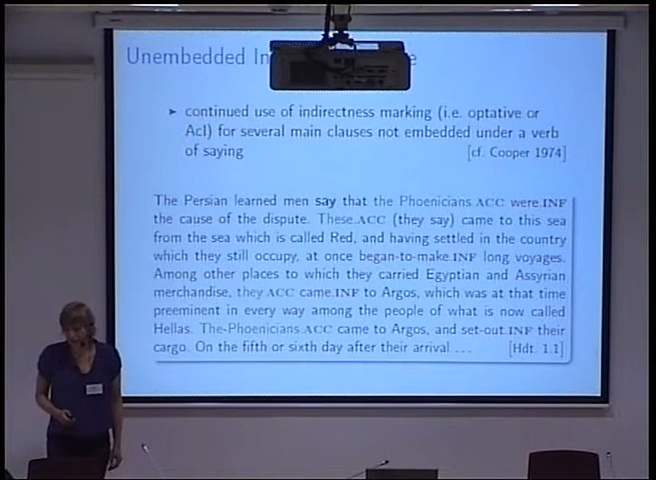 Unembedded In e
➤ continued use of indirectness marking (i.e. optative or
AcI) for several main clauses not embedded under a verb
of saying [cf. Cooper 1974]
The Persian learned men say that the Phoenicians.ACC were.INF
the cause of the dispute. These.ACC (they say) came to this sea
from the sea which is called Red, and having settled in the country
which they still occupy, at once began-to-make.INF long voyages.
Among other places to which they carried Egyptian and Assyrian
merchandise, they.ACC came.INF to Argos, which was at that time
preeminent in every way among the people of what is now called
Hellas. The-Phoenicians.ACC came to Argos, and set-out.INF their
cargo. On the fifth or sixth day after their arrival ... [Hdt. 1.1]